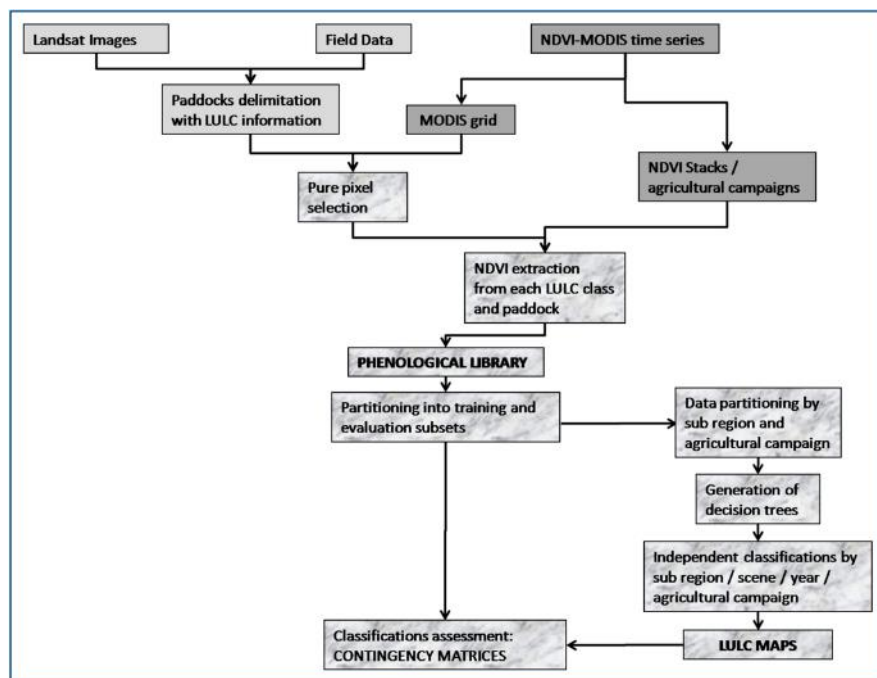 Landsat Images
Field Data
NDVI-MODIS time series
Paddocks delimitation
with LULC information
MODIS grid
NDVI Stacks /
agricultural campaigns
Pure pixel
selection
NDVI extraction
from each LULC class
and paddock
PHENOLOGICAL LIBRARY
Partitioning into training and
evaluation subsets
Data partitioning by
sub region and
agricultural campaign
Generation of
decision trees
Independent classifications by
sub region / scene / year /
agricultural campaign
Classifications assessment:
CONTINGENCY MATRICES
LULC MAPS